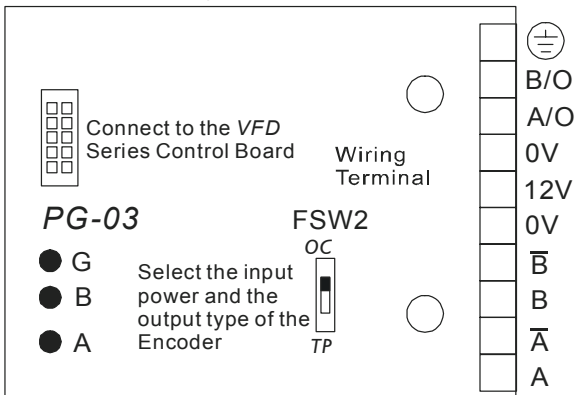 Connect to the VFD
Series Control Board
Wiring
Terminal
PG-03
FSW2
OC
G
B
A
Select the input
power and the
output type of the
Encoder
TP
B/O
A/O
0V
12V
0V
B̅
B
A̅
A